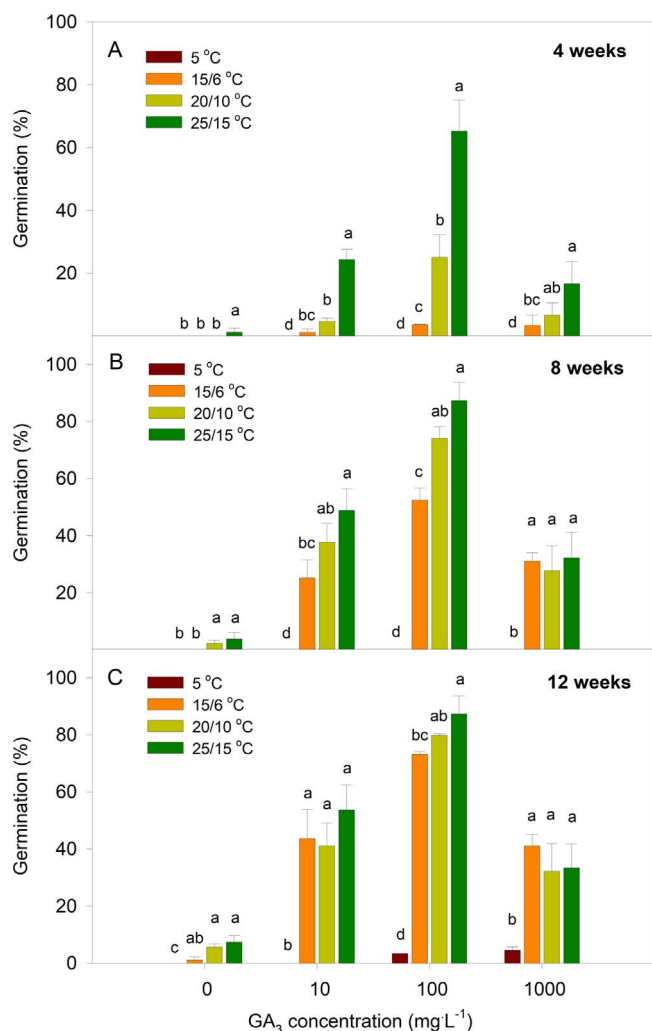 100
A
4 weeks
5 °C
15/6 °C
20/10 °C
25/15 °C
80
60
40
20
Germination (%)
a
a
b
a
b b b a
d bc b
d c
d bc ab
100
B
8 weeks
5 °C
15/6 °C
20/10 °C
25/15 °C
80
60
40
20
Germination (%)
a
ab
a
ab
bc
c
a a a
b b a a
d
d
b
100
C
12 weeks
5 °C
15/6 °C
20/10 °C
25/15 °C
80
60
40
20
0
Germination (%)
a
bc ab
a a a
a a a
c ab a a
b
d
b
0 10 100 1000
GA₃ concentration (mg·L⁻¹)